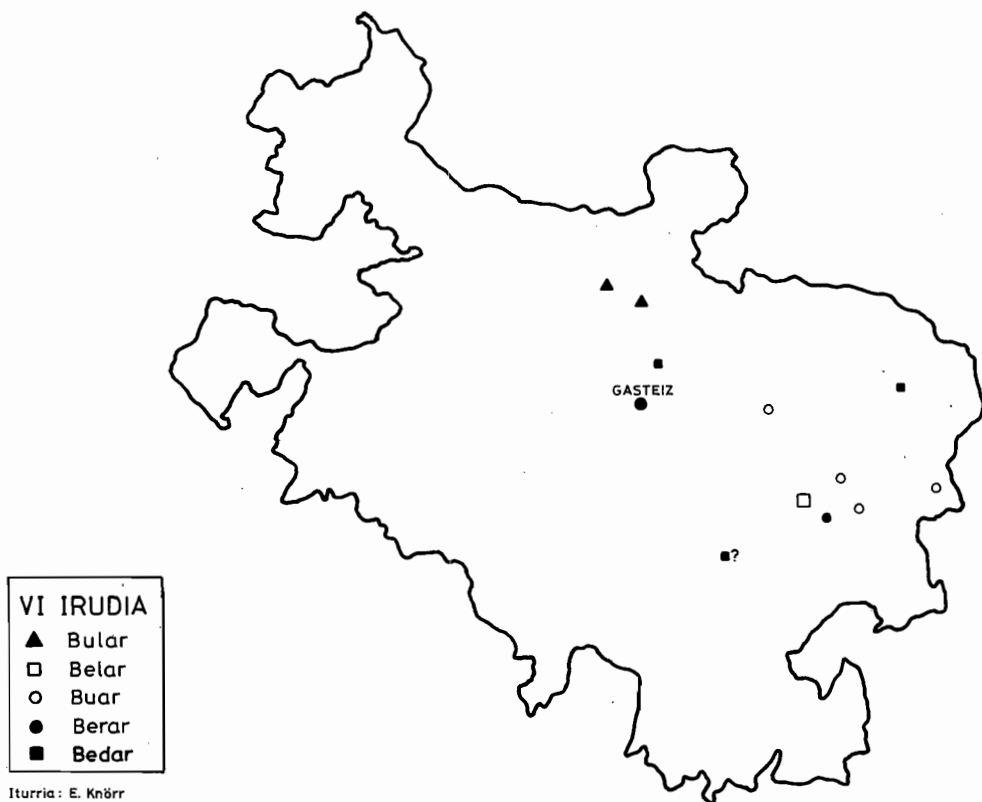 GASTEIZ
?
VI IRUDIA
Bular
Belar
Buar
Berar
Bedar
Iturria: E. Knörr